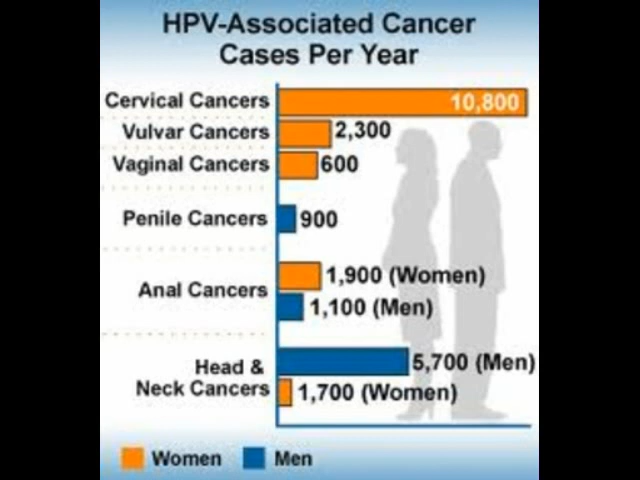 HPV-Associated Cancer
Cases Per Year
Cervical Cancers 10,800
Vulvar Cancers 2,300
Vaginal Cancers 600
Penile Cancers 900
1,900 (Women)
Anal Cancers
1,100 (Men)
Head & 5,700 (Men)
Neck Cancers 1,700 (Women)
Women Men